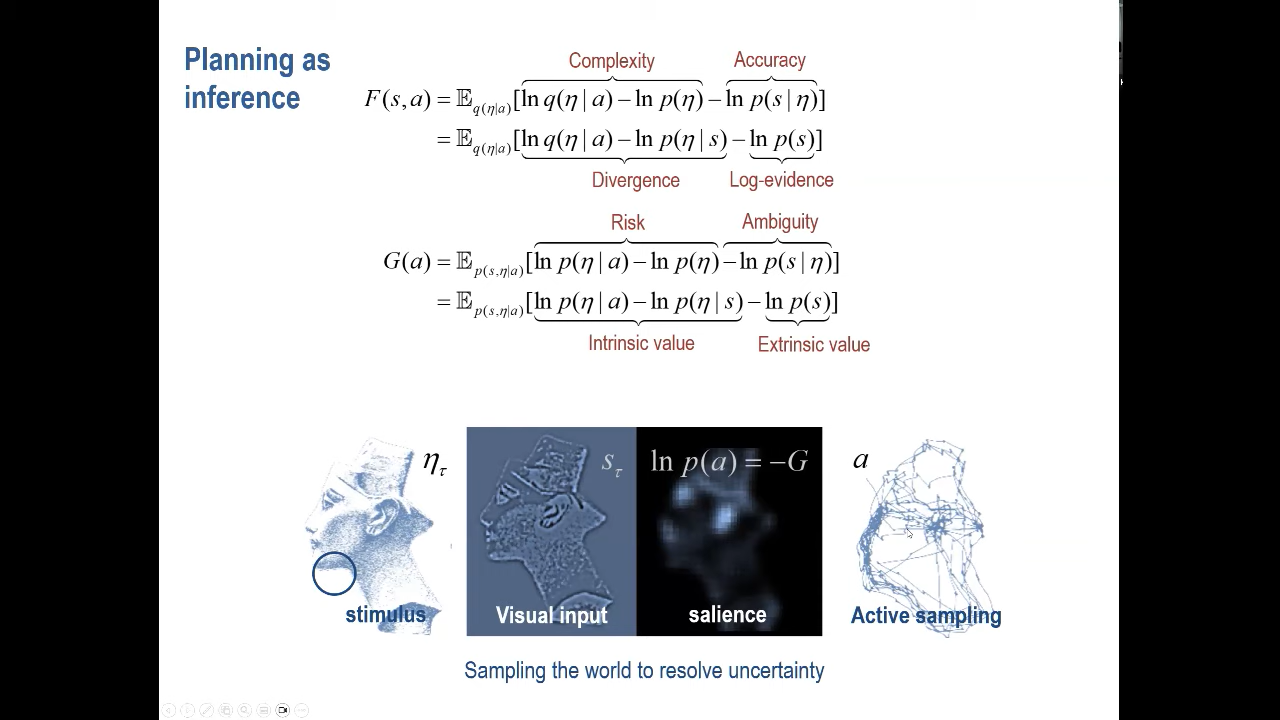 Planning as
inference
Complexity Accuracy
F(s, a) = 𝔼_{q(η|a)}[ln q(η | a) − ln p(η) − ln p(s | η)]
= 𝔼_{q(η|a)}[ln q(η | a) − ln p(η | s) − ln p(s)]
Divergence Log-evidence
Risk Ambiguity
G(a) = 𝔼_{p(s,η|a)}[ln p(η | a) − ln p(η) − ln p(s | η)]
= 𝔼_{p(s,η|a)}[ln p(η | a) − ln p(η | s) − ln p(s)]
Intrinsic value Extrinsic value
η_τ s_τ ln p(a) = −G a
stimulus Visual input salience Active sampling
Sampling the world to resolve uncertainty